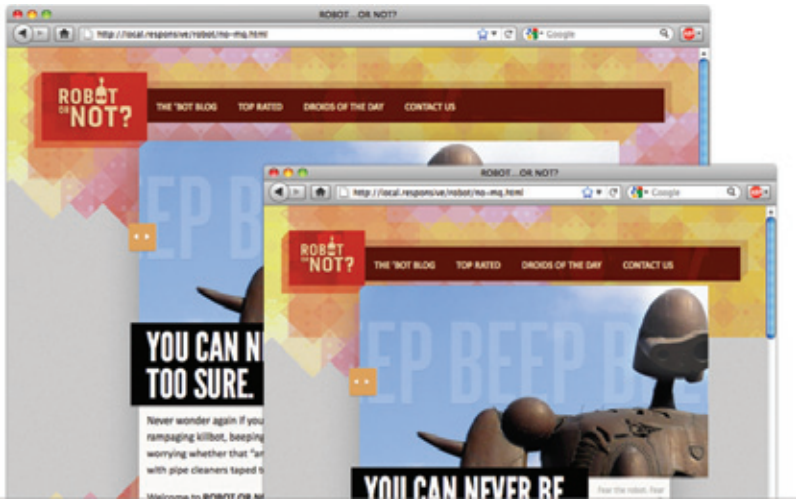 ROBOT...OR NOT?
http://local.responsive/robot/no-mq.html
Google
ROBOT
OR NOT?
THE 'BOT BLOG TOP RATED DROIDS OF THE DAY CONTACT US
EEP B
YOU CAN N
TOO SURE.
Never wonder again if you
rampaging killbot, beeping
worrying whether that "an
with pipe cleaners taped t
Welcome to ROBOT OR N
ROBOT...OR NOT?
http://local.responsive/robot/no-mq.html
Google
ROBOT
OR NOT?
THE 'BOT BLOG TOP RATED DROIDS OF THE DAY CONTACT US
EP BEEP B
YOU CAN NEVER BE
Fear the robot. Fear